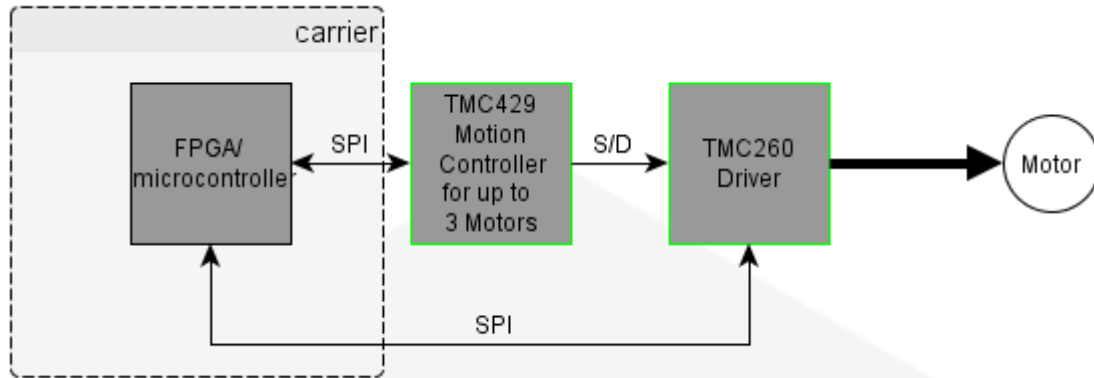 carrier
FPGA/
microcontroller
SPI
TMC429
Motion
Controller
for up to
3 Motors
S/D
TMC260
Driver
Motor
SPI